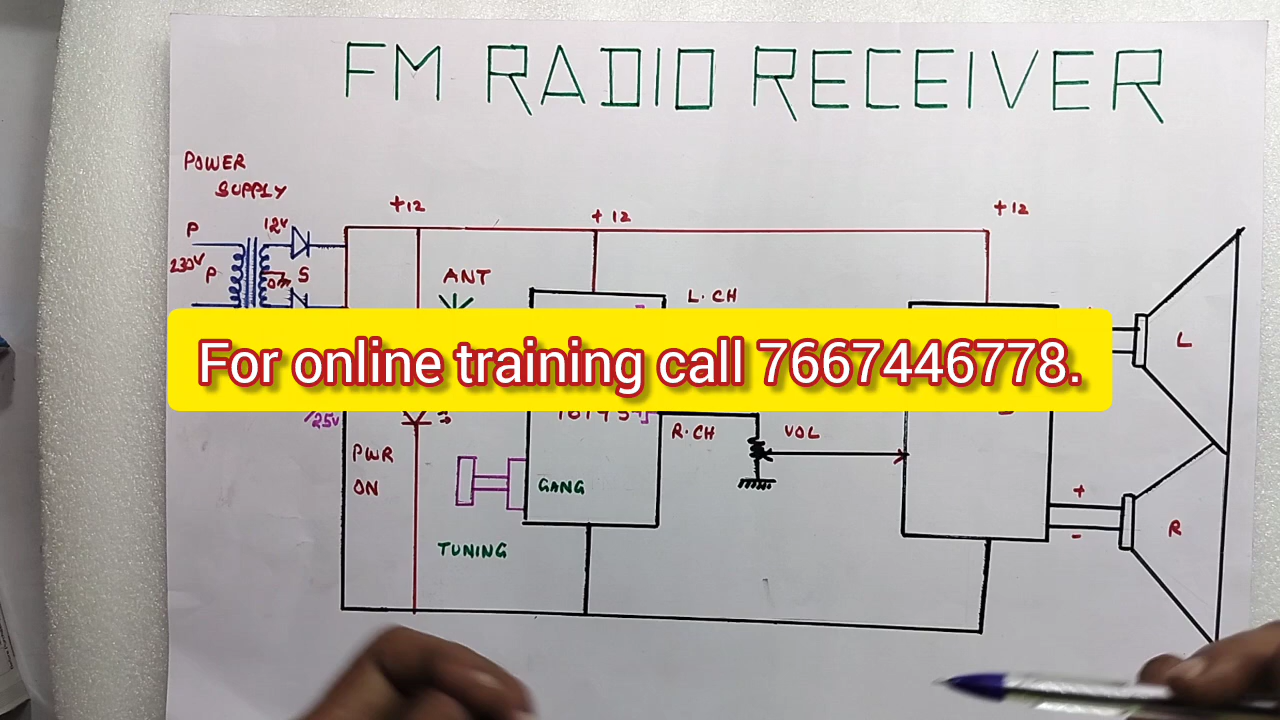 FM RADIO RECEIVER
POWER
SUPPLY
+12
+12
+12
P
12V
230V
P
S
ANT
L.CH
L
For online training call 7667446778.
/25V
R.CH
VOL
PWR
ON
GANG
+
-
R
TUNING